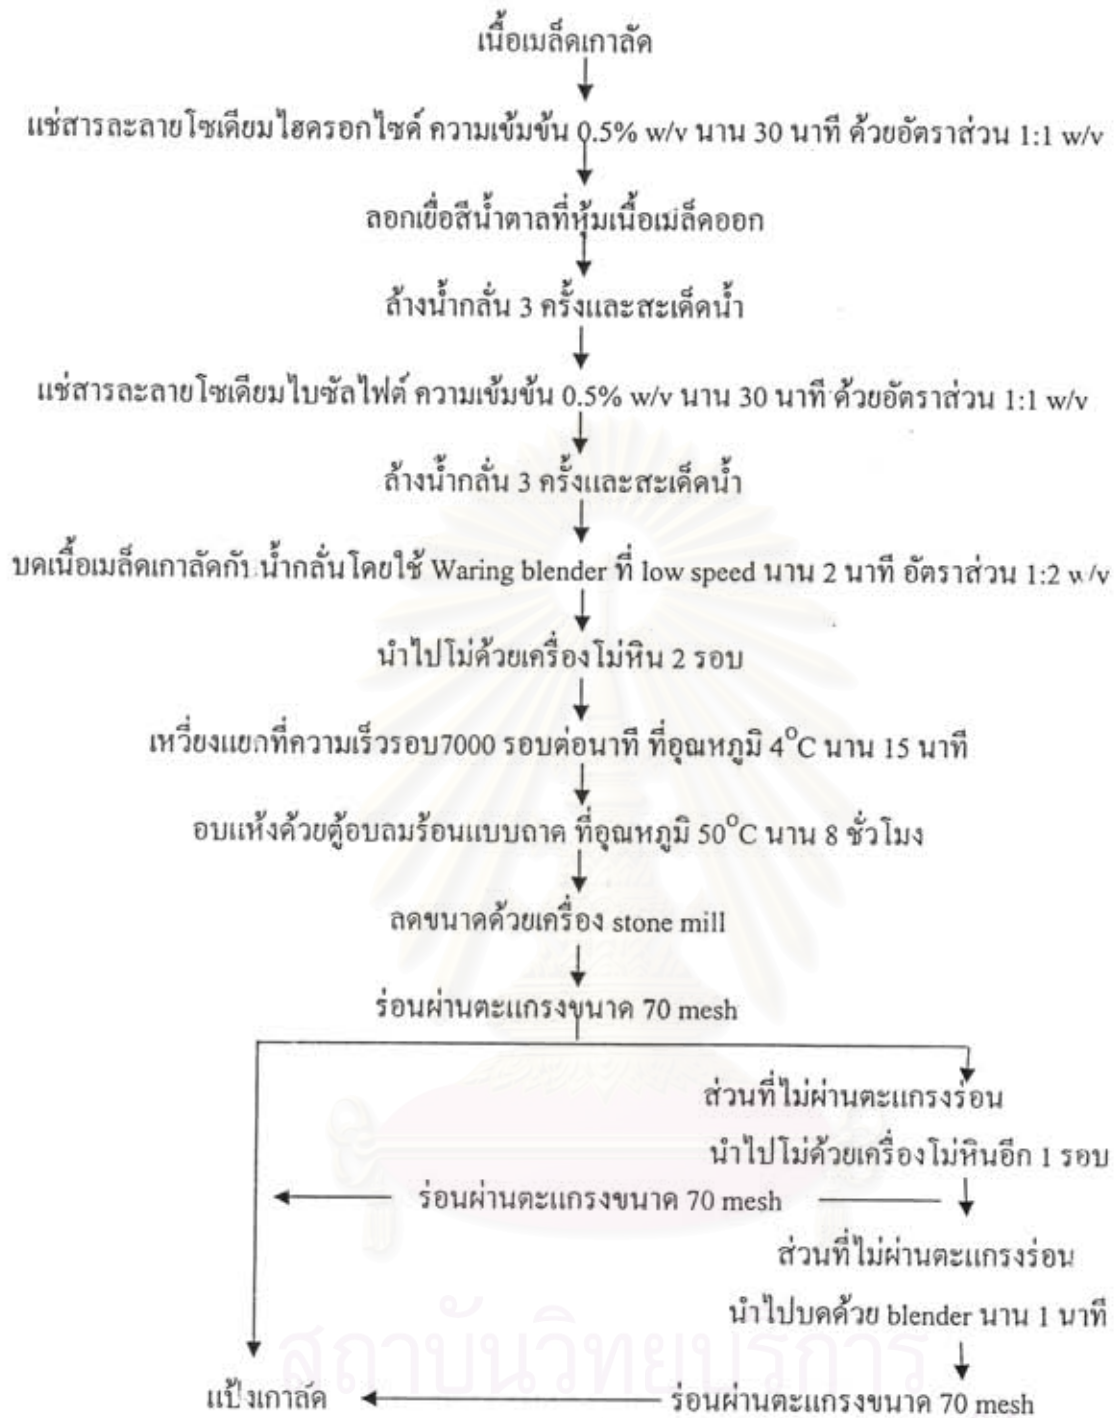 เนื้อเมล็ดเกาลัด
แช่สารละลายโซเดียมไฮดรอกไซด์ ความเข้มข้น 0.5% w/v นาน 30 นาที ด้วยอัตราส่วน 1:1 w/v
ลอกเยื่อสีน้ำตาลที่หุ้มเนื้อเมล็ดออก
ล้างน้ำกลั่น 3 ครั้งและสะเด็ดน้ำ
แช่สารละลายโซเดียมไบซัลไฟต์ ความเข้มข้น 0.5% w/v นาน 30 นาที ด้วยอัตราส่วน 1:1 w/v
ล้างน้ำกลั่น 3 ครั้งและสะเด็ดน้ำ
บดเนื้อเมล็ดเกาลัดกับน้ำกลั่นโดยใช้ Waring blender ที่ low speed นาน 2 นาที อัตราส่วน 1:2 w/v
นำไปโม่ด้วยเครื่องโม่หิน 2 รอบ
เหวี่ยงแยกที่ความเร็วรอบ7000 รอบต่อนาที ที่อุณหภูมิ 4°C นาน 15 นาที
อบแห้งด้วยตู้อบลมร้อนแบบถาด ที่อุณหภูมิ 50°C นาน 8 ชั่วโมง
ลดขนาดด้วยเครื่อง stone mill
ร่อนผ่านตะแกรงขนาด 70 mesh
ส่วนที่ไม่ผ่านตะแกรงร่อน
นำไปโม่ด้วยเครื่องโม่หินอีก 1 รอบ
ร่อนผ่านตะแกรงขนาด 70 mesh
ส่วนที่ไม่ผ่านตะแกรงร่อน
นำไปบดด้วย blender นาน 1 นาที
สถาบันวิทยบริการ
แป้งเกาลัด
ร่อนผ่านตะแกรงขนาด 70 mesh